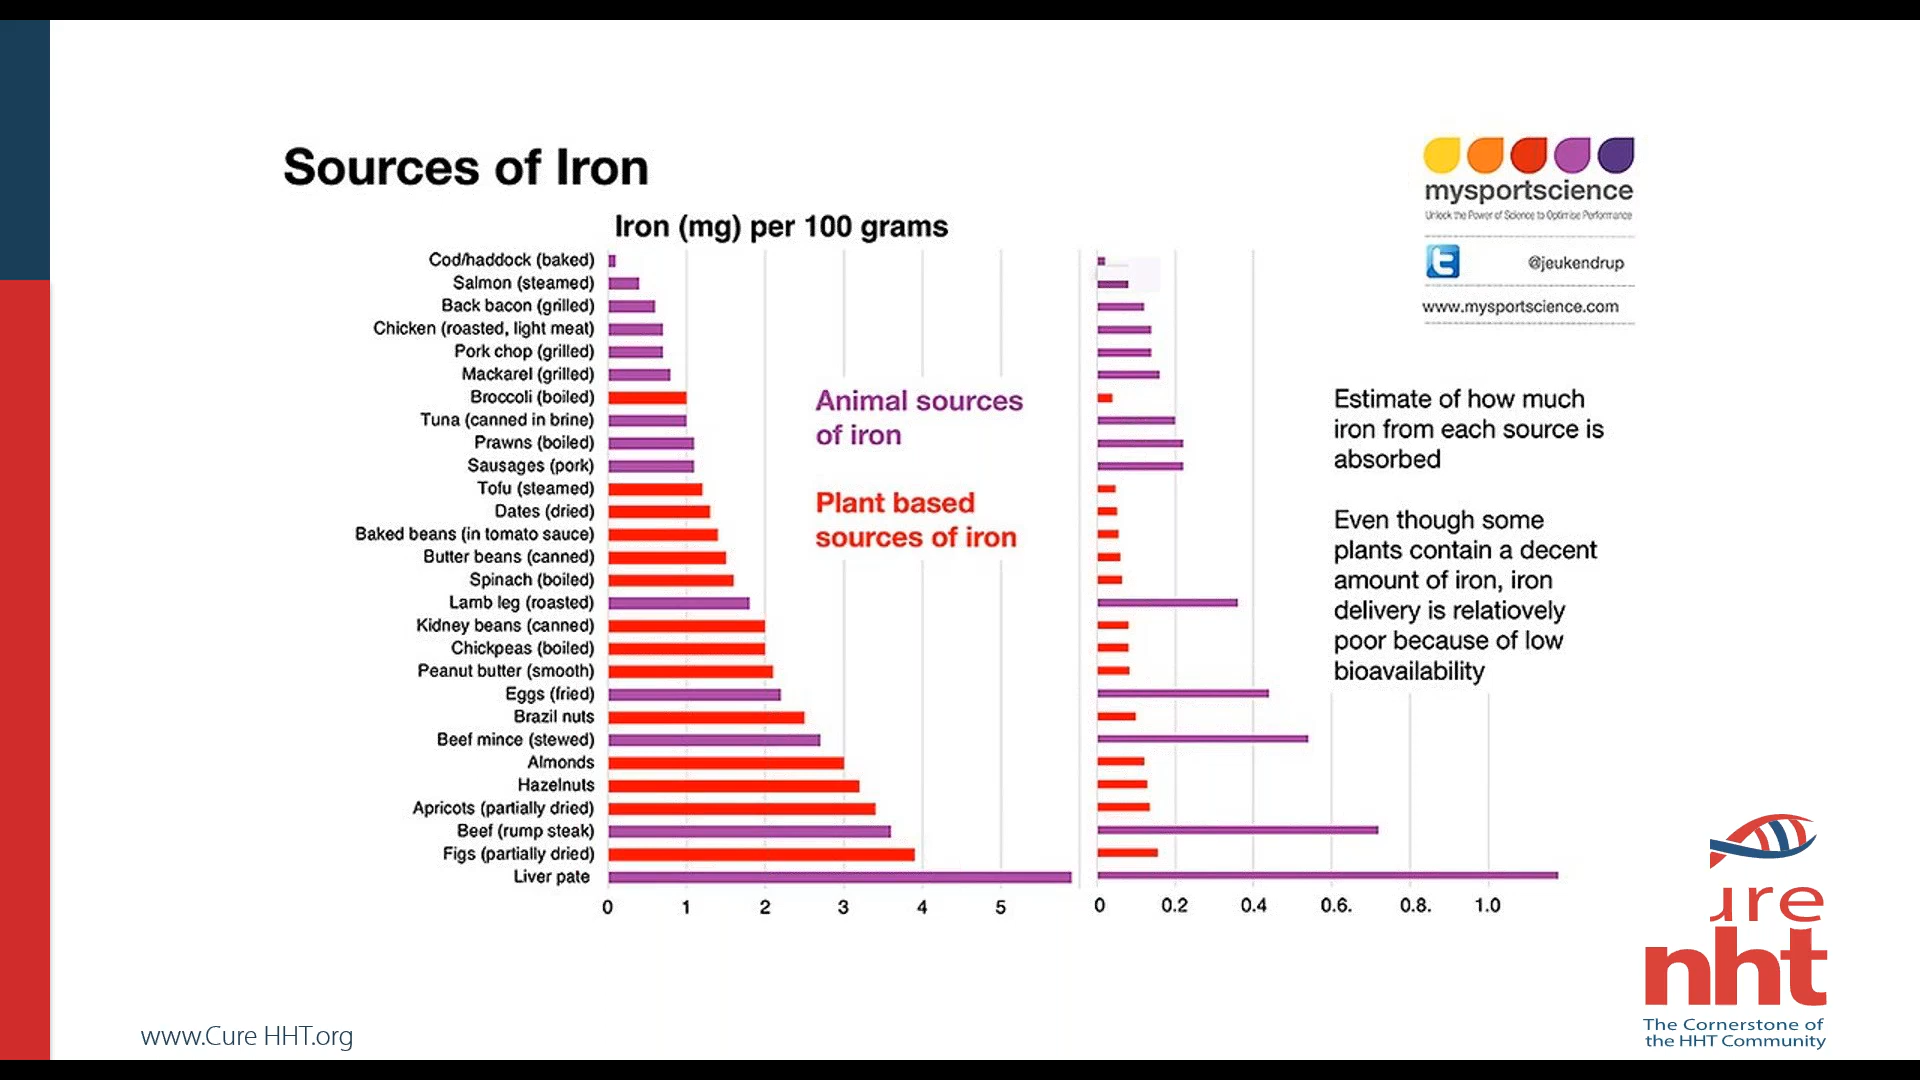 Sources of Iron
Iron (mg) per 100 grams
Cod/haddock (baked)
Salmon (steamed)
Back bacon (grilled)
Chicken (roasted, light meat)
Pork chop (grilled)
Mackarel (grilled)
Broccoli (boiled)
Tuna (canned in brine)
Prawns (boiled)
Sausages (pork)
Tofu (steamed)
Dates (dried)
Baked beans (in tomato sauce)
Butter beans (canned)
Spinach (boiled)
Lamb leg (roasted)
Kidney beans (canned)
Chickpeas (boiled)
Peanut butter (smooth)
Eggs (fried)
Brazil nuts
Beef mince (stewed)
Almonds
Hazelnuts
Apricots (partially dried)
Beef (rump steak)
Figs (partially dried)
Liver pate
0 1 2 3 4 5
Animal sources
of iron
Plant based
sources of iron
0 0.2 0.4 0.6. 0.8. 1.0
mysportscience
Unlock the Power of Science to Optimise Performance
@jeukendrup
www.mysportscience.com
Estimate of how much
iron from each source is
absorbed
Even though some
plants contain a decent
amount of iron, iron
delivery is relatiovely
poor because of low
bioavailability
ure
hht
The Cornerstone of
the HHT Community
www.Cure HHT.org